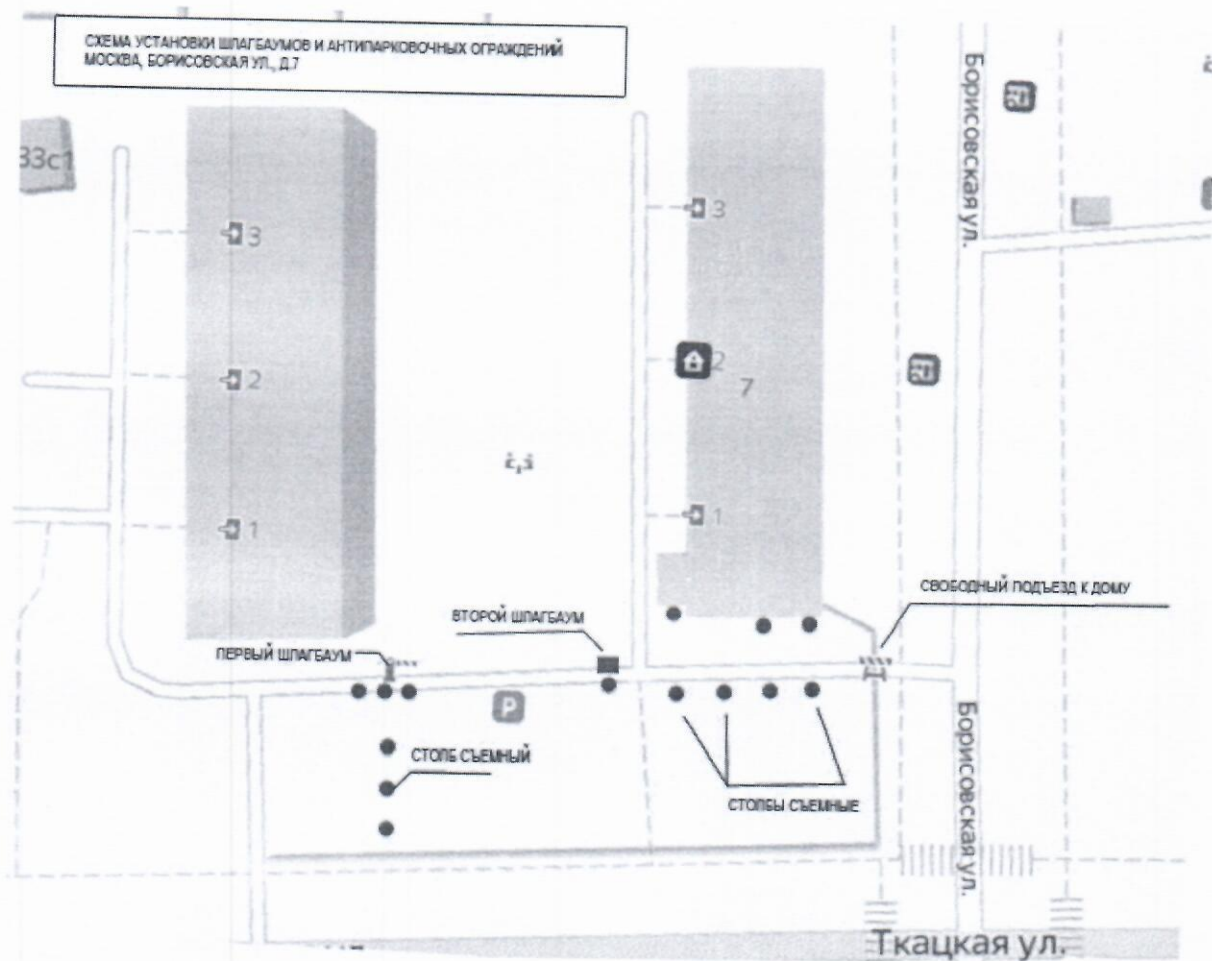 СХЕМА УСТАНОВКИ ШЛАГБАУМОВ И АНТИПАРКОВОЧНЫХ ОГРАЖДЕНИЙ
МОСКВА, БОРИСОВСКАЯ УЛ., Д.7
33с1
Борисовская ул.
3
3
2
2
7
1
1
СВОБОДНЫЙ ПОДЪЕЗД К ДОМУ
ВТОРОЙ ШЛАГБАУМ
ПЕРВЫЙ ШЛАГБАУМ
P
СТОЛБ СЪЕМНЫЙ
СТОЛБЫ СЪЕМНЫЕ
Борисовская ул.
Ткацкая ул.